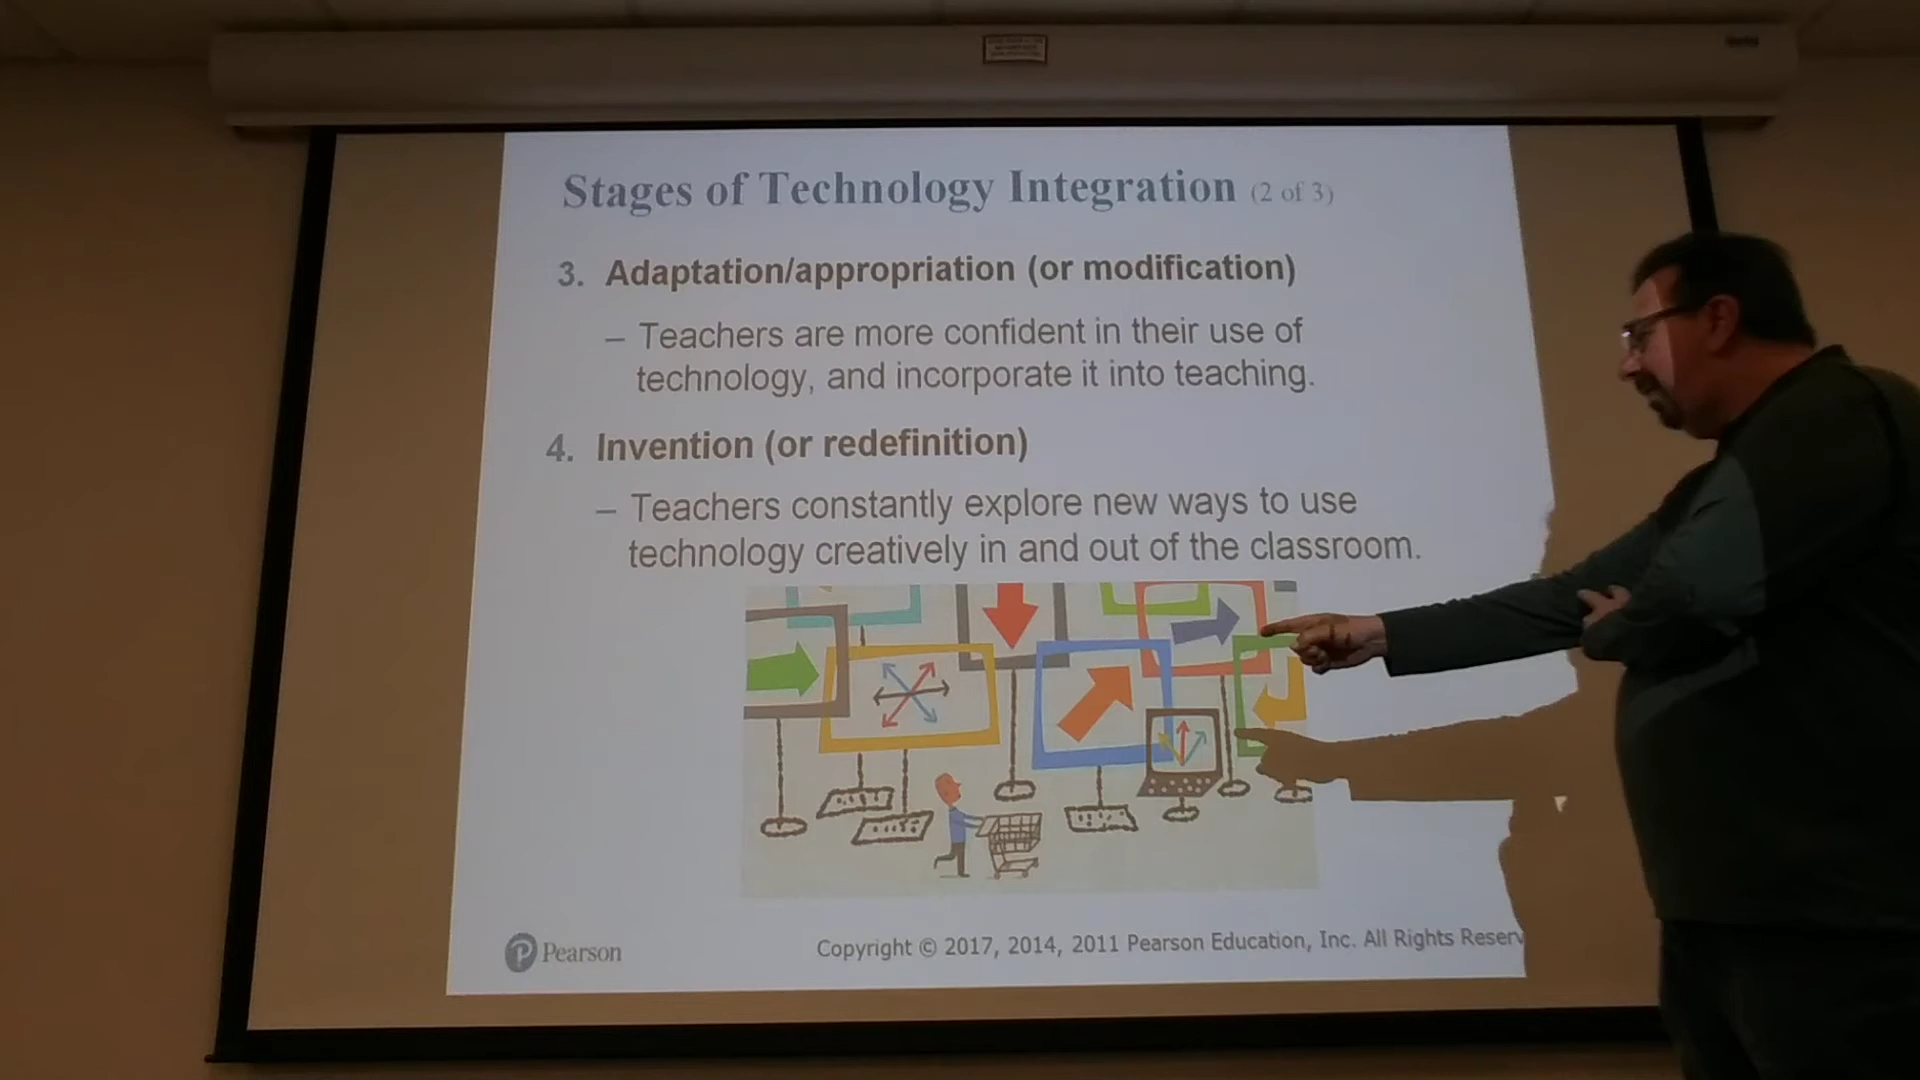 Stages of Technology Integration (2 of 3)
3. Adaptation/appropriation (or modification)
– Teachers are more confident in their use of
technology, and incorporate it into teaching.
4. Invention (or redefinition)
– Teachers constantly explore new ways to use
technology creatively in and out of the classroom.
P Pearson
Copyright © 2017, 2014, 2011 Pearson Education, Inc. All Rights Reserv